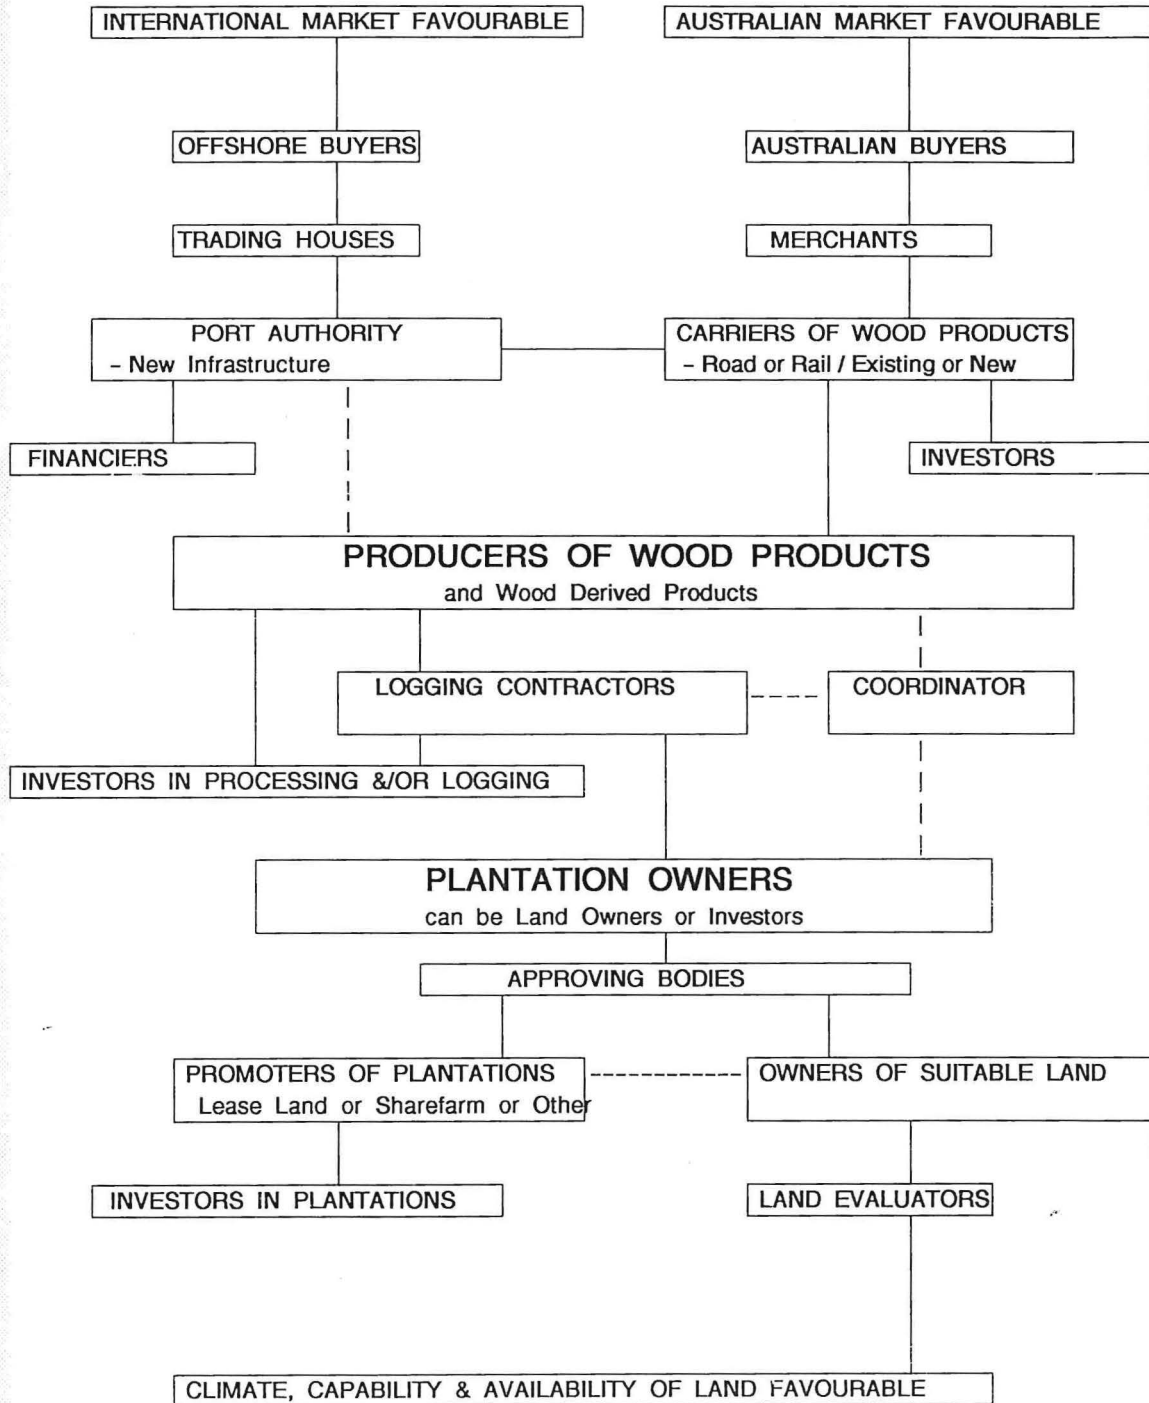 INTERNATIONAL MARKET FAVOURABLE
AUSTRALIAN MARKET FAVOURABLE
OFFSHORE BUYERS
AUSTRALIAN BUYERS
TRADING HOUSES
MERCHANTS
PORT AUTHORITY
– New Infrastructure
CARRIERS OF WOOD PRODUCTS
– Road or Rail / Existing or New
FINANCIERS
INVESTORS
PRODUCERS OF WOOD PRODUCTS
and Wood Derived Products
LOGGING CONTRACTORS
COORDINATOR
INVESTORS IN PROCESSING &/OR LOGGING
PLANTATION OWNERS
can be Land Owners or Investors
APPROVING BODIES
PROMOTERS OF PLANTATIONS
Lease Land or Sharefarm or Other
OWNERS OF SUITABLE LAND
INVESTORS IN PLANTATIONS
LAND EVALUATORS
CLIMATE, CAPABILITY & AVAILABILITY OF LAND FAVOURABLE